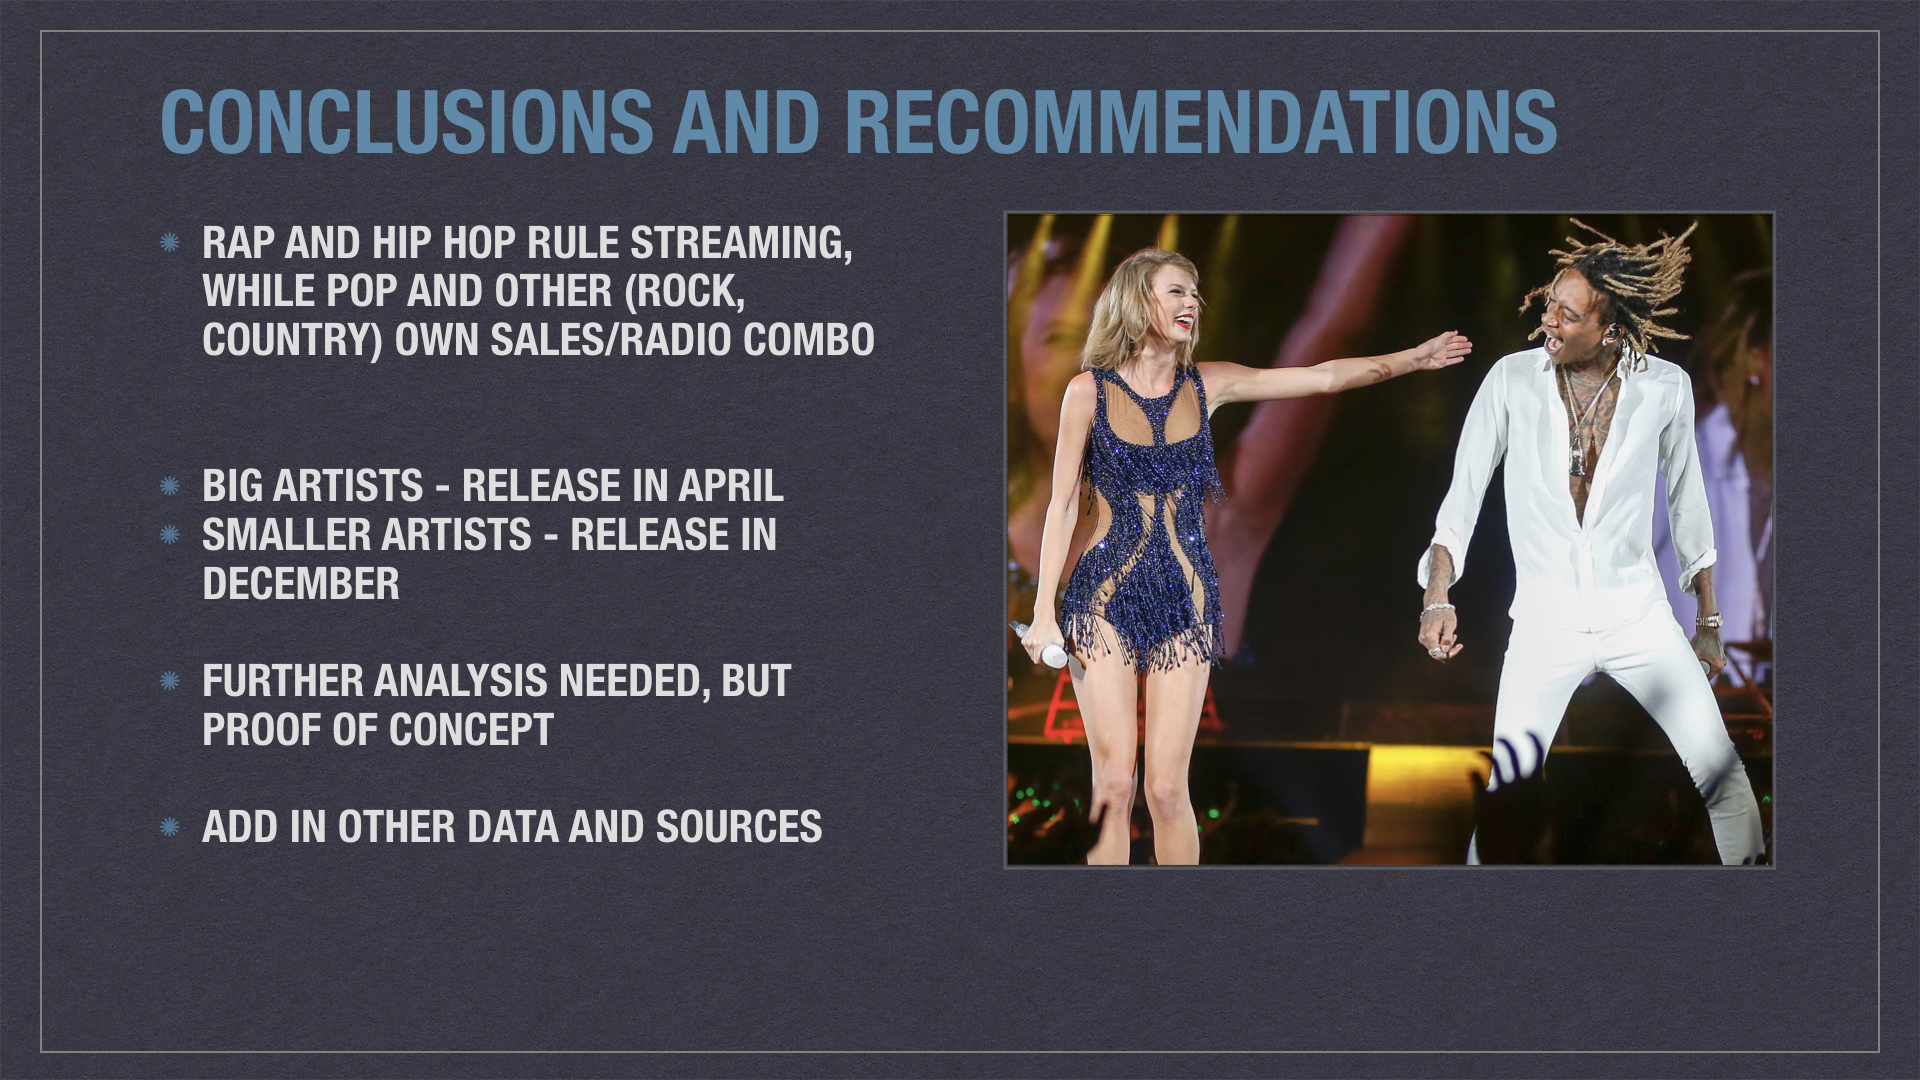 CONCLUSIONS AND RECOMMENDATIONS
RAP AND HIP HOP RULE STREAMING,
WHILE POP AND OTHER (ROCK,
COUNTRY) OWN SALES/RADIO COMBO
BIG ARTISTS - RELEASE IN APRIL
SMALLER ARTISTS - RELEASE IN
DECEMBER
FURTHER ANALYSIS NEEDED, BUT
PROOF OF CONCEPT
ADD IN OTHER DATA AND SOURCES